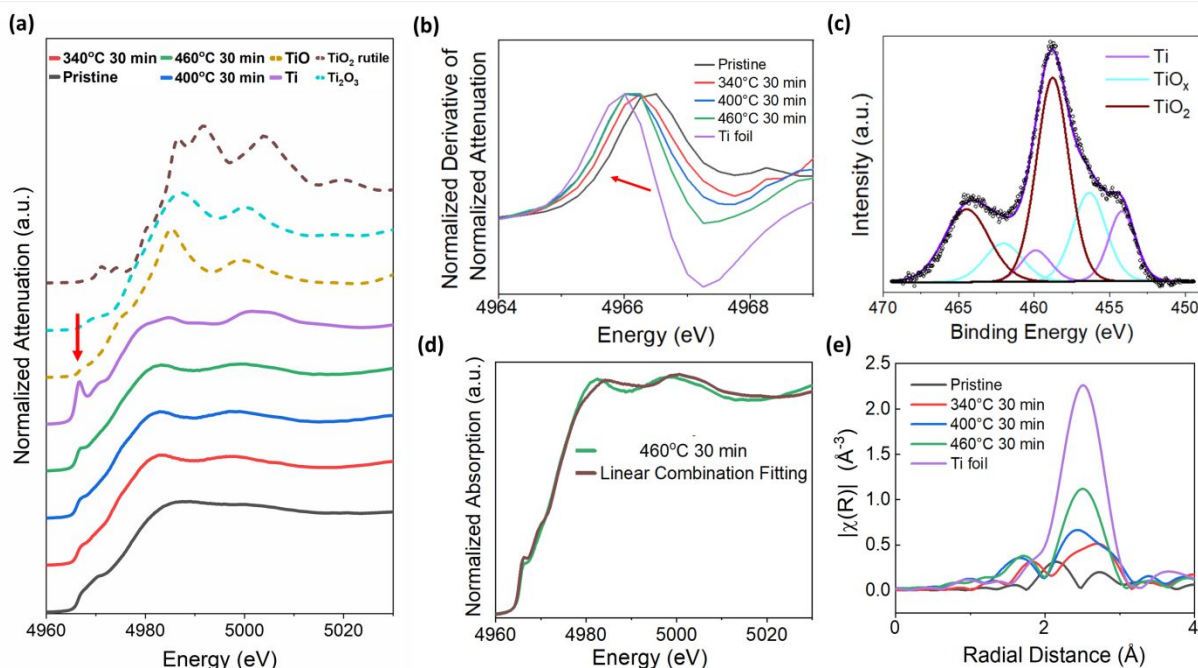 (a)
340°C 30 min
460°C 30 min
TiO
TiO₂ rutile
Pristine
400°C 30 min
Ti
Ti₂O₃
Normalized Attenuation (a.u.)
4960 4980 5000 5020
Energy (eV)
(b)
Normalized Derivative of
Normalized Attenuation
Pristine
340°C 30 min
400°C 30 min
460°C 30 min
Ti foil
4964 4966 4968
Energy (eV)
(c)
Intensity (a.u.)
Ti
TiOₓ
TiO₂
470 465 460 455 450
Binding Energy (eV)
(d)
Normalized Absorption (a.u.)
460°C 30 min
Linear Combination Fitting
4960 4980 5000 5020
Energy (eV)
(e)
|χ(R)| (Å⁻³)
Pristine
340°C 30 min
400°C 30 min
460°C 30 min
Ti foil
2.5
2.0
1.5
1.0
0.5
0.0
0 2 4
Radial Distance (Å)